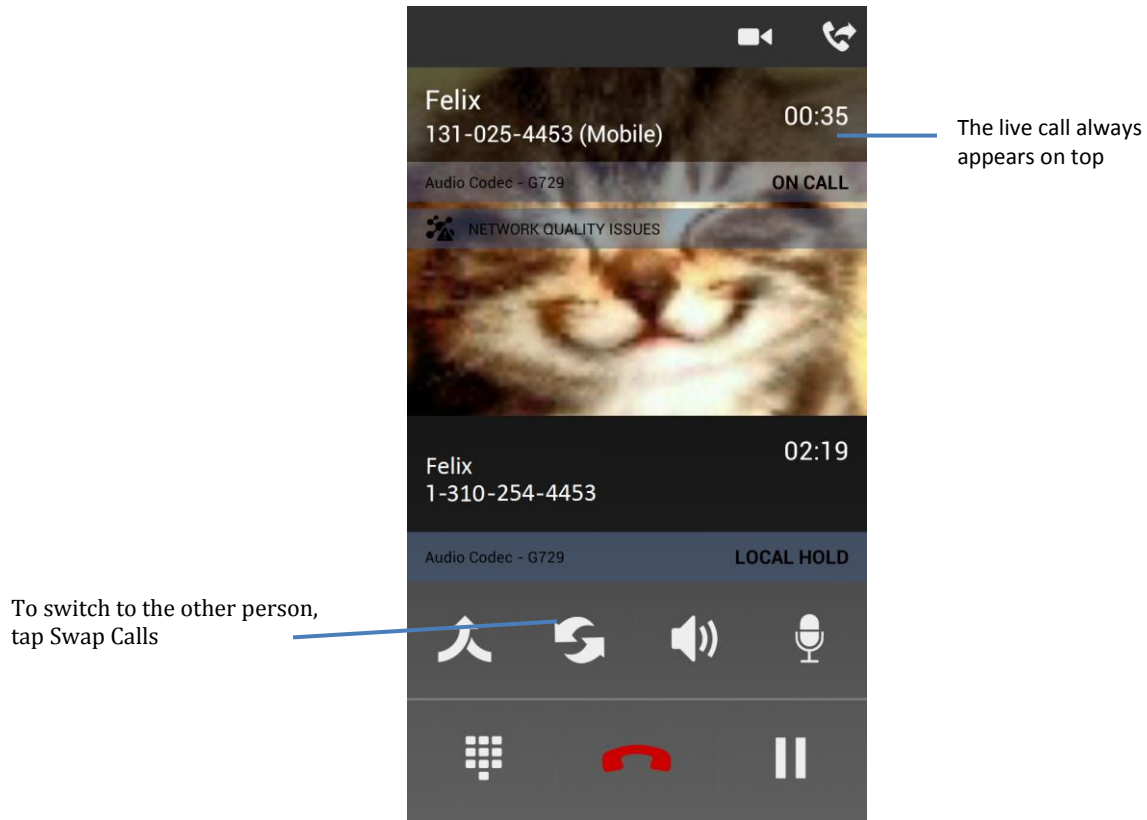 Felix
00:35
131-025-4453 (Mobile)
The live call always
appears on top
Audio Codec - G729 ON CALL
NETWORK QUALITY ISSUES
02:19
Felix
1-310-254-4453
Audio Codec - G729 LOCAL HOLD
To switch to the other person,
tap Swap Calls